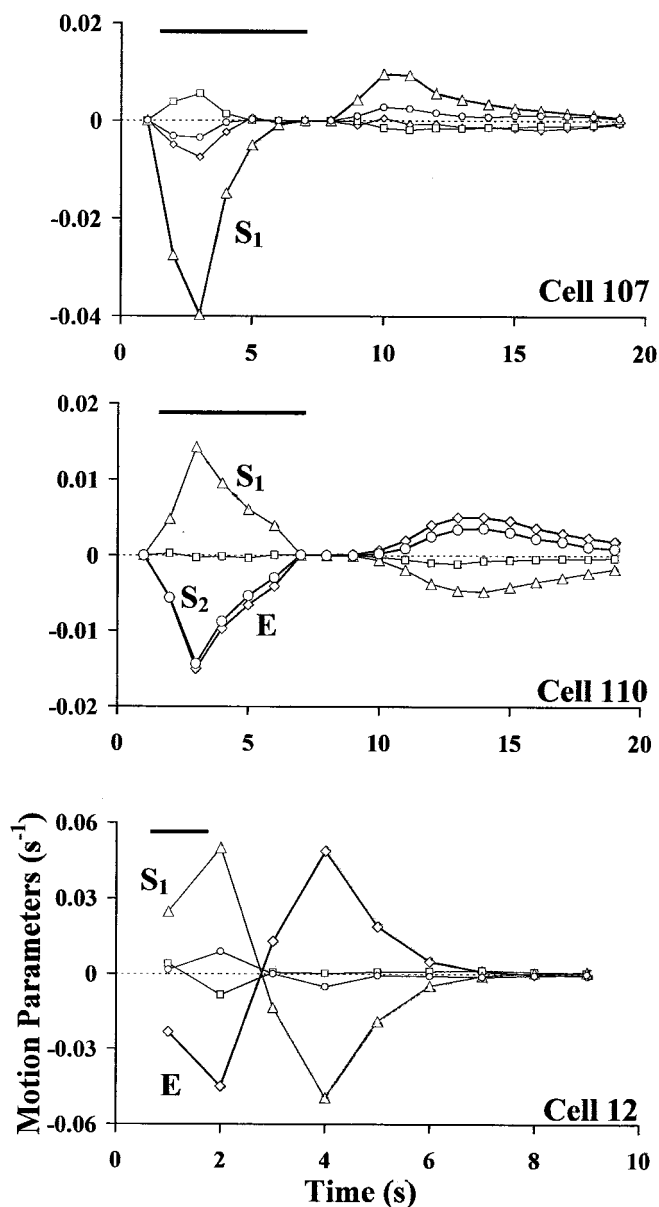 0.02
0
-0.02
-0.04
S1
Cell 107
0 5 10 15 20
0.02
0.01
0
-0.01
-0.02
S1
S2
E
Cell 110
0 5 10 15 20
Motion Parameters (s-1)
0.06
0.03
0
-0.03
-0.06
S1
E
Cell 12
0 2 4 6 8 10
Time (s)